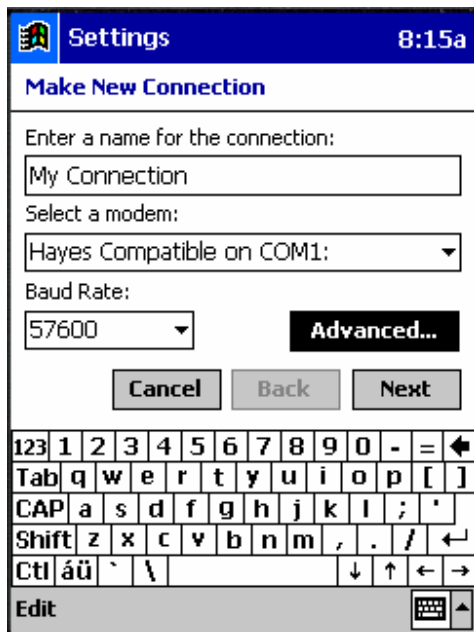 Settings 8:15a
Make New Connection
Enter a name for the connection:
My Connection
Select a modem:
Hayes Compatible on COM1:
Baud Rate:
57600 Advanced...
Cancel Back Next
123 1 2 3 4 5 6 7 8 9 0 - = 🡄
Tab q w e r t y u i o p [ ]
CAP a s d f g h j k l ; '
Shift z x c v b n m , . / ↵
Ctl áü ` \ ↓ ↑ ← →
Edit